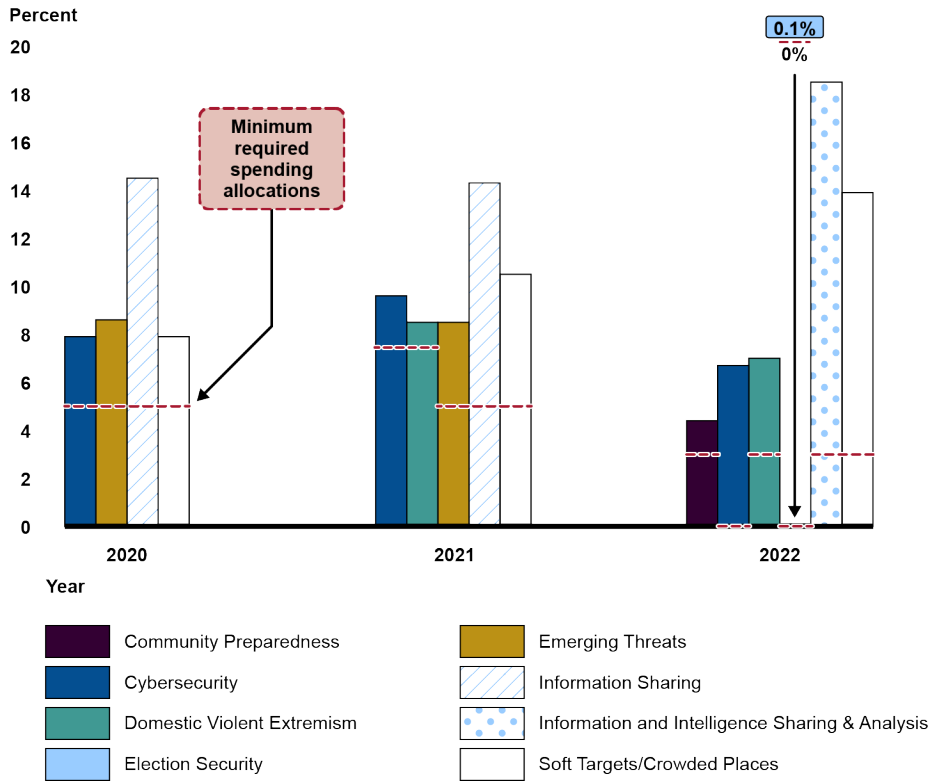 Percent
0.1%
0%
20
18
16
14
12
10
8
6
4
2
0
Minimum
required
spending
allocations
2020
2021
2022
Year
Community Preparedness
Emerging Threats
Cybersecurity
Information Sharing
Domestic Violent Extremism
Information and Intelligence Sharing & Analysis
Election Security
Soft Targets/Crowded Places